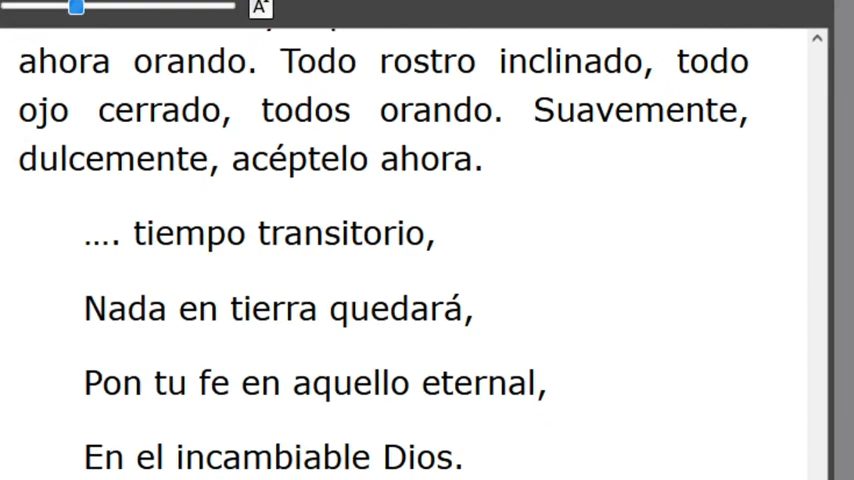 A
ahora orando. Todo rostro inclinado, todo
ojo cerrado, todos orando. Suavemente,
dulcemente, acéptelo ahora.
…. tiempo transitorio,
Nada en tierra quedará,
Pon tu fe en aquello eternal,
En el incambiable Dios.